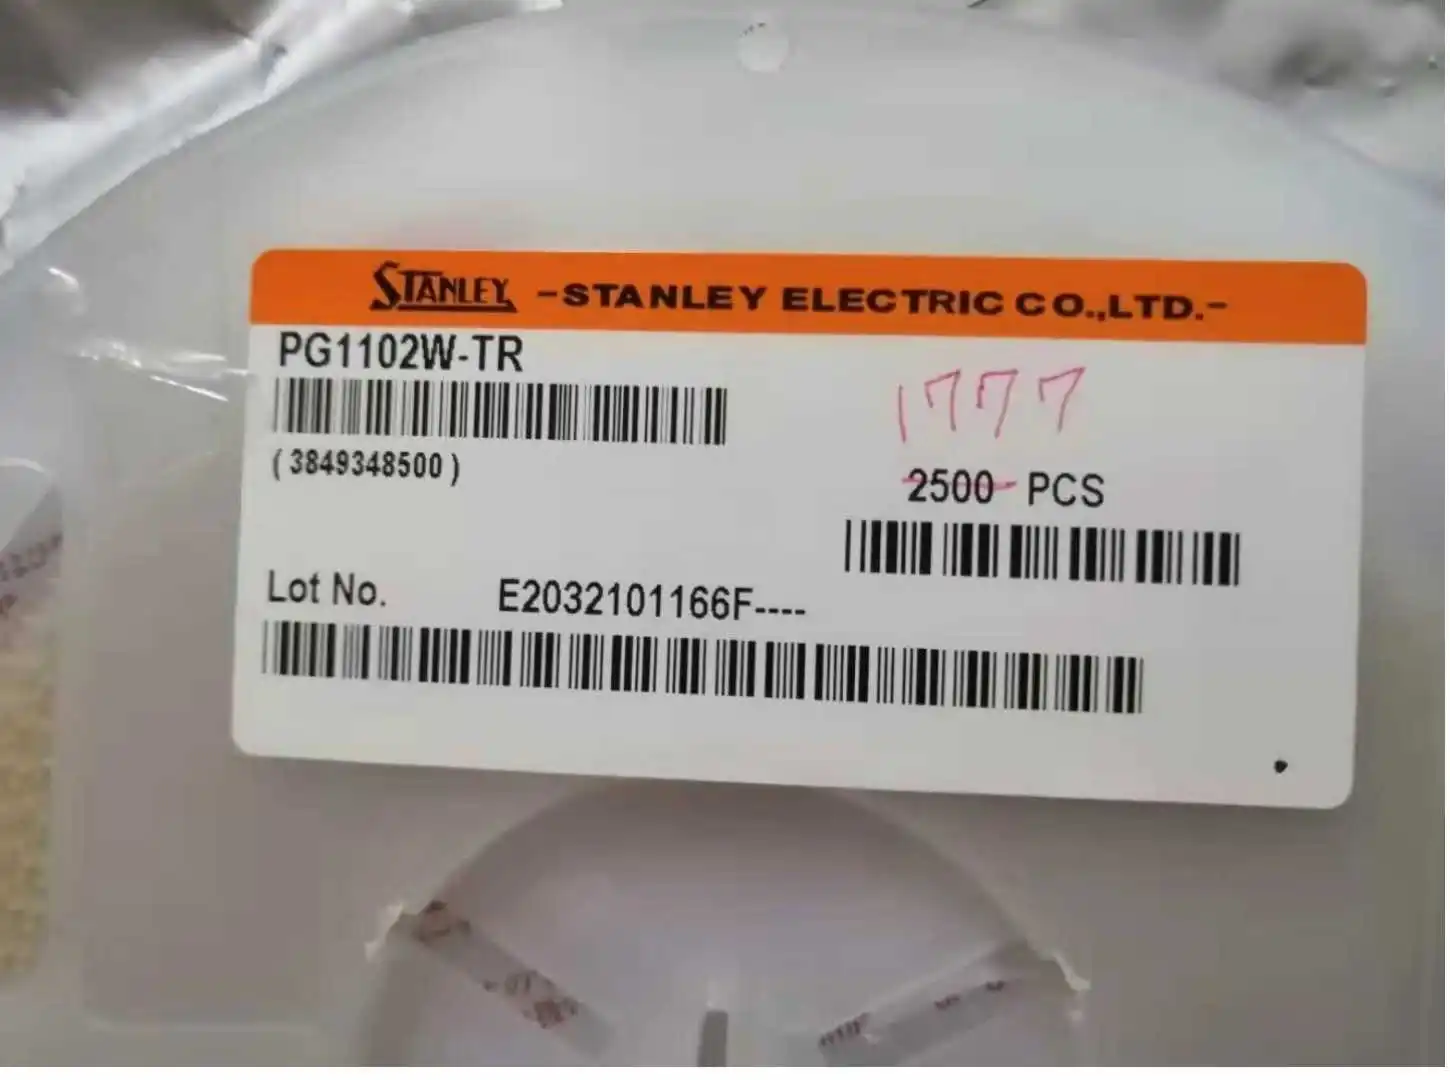 STANLEY -STANLEY ELECTRIC CO.,LTD.-
PG1102W-TR
1777
(3849348500)
2500 PCS
Lot No. E2032101166F----